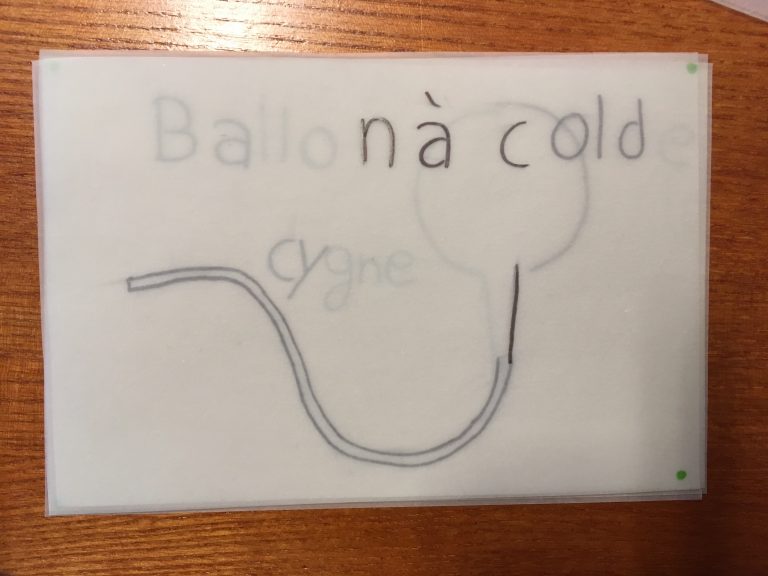 Ballon à col de
cygne